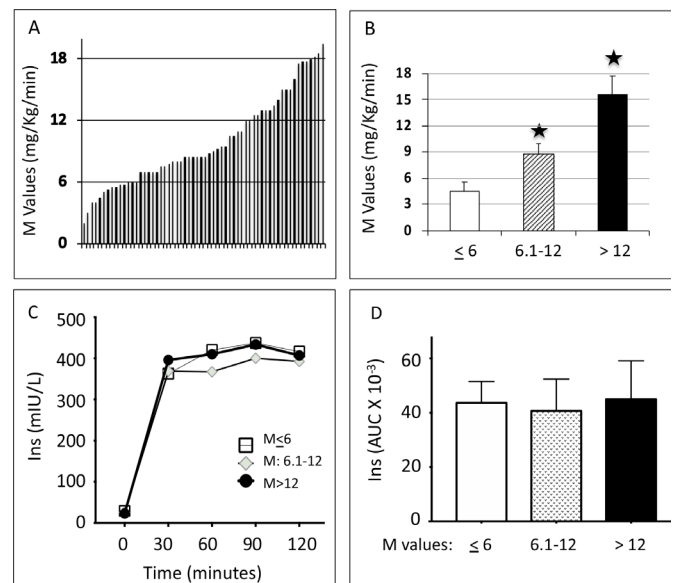 A
M Values (mg/Kg/min)
18
12
6
0
B
M Values (mg/Kg/min)
18
15
12
9
6
3
0
≤ 6 6.1-12 > 12
C
Ins (mIU/L)
500
400
300
200
100
0
M≤6
M: 6.1-12
M>12
0 30 60 90 120
Time (minutes)
D
Ins (AUC X 10⁻³)
60
40
20
0
M values: ≤ 6 6.1-12 > 12